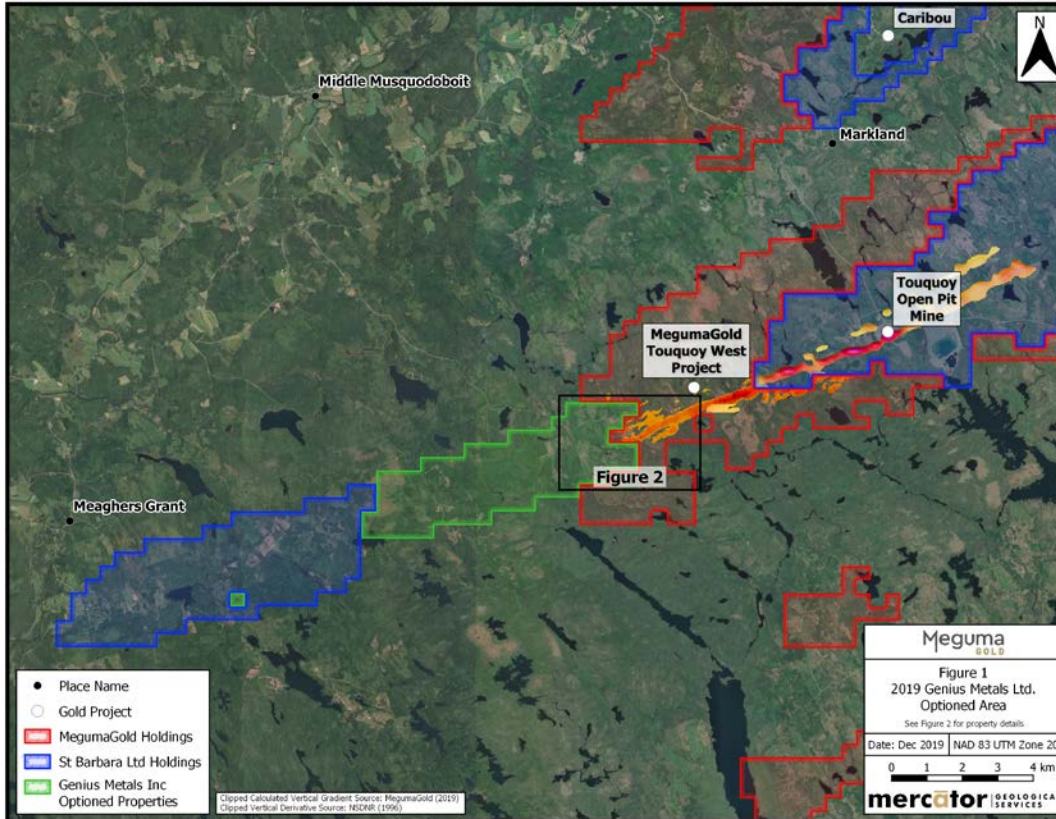 Caribou
N
Middle Musquodoboit
Markland
Touquoy
Open Pit
Mine
MegumaGold
Touquoy West
Project
Figure 2
Meaghers Grant
Place Name
Gold Project
MegumaGold Holdings
St Barbara Ltd Holdings
Genius Metals Inc
Optioned Properties
Clipped Calculated Vertical Gradient Source: MegumaGold (2019)
Clipped Vertical Derivative Source: NSDNR (1996)
Meguma
GOLD
Figure 1
2019 Genius Metals Ltd.
Optioned Area
See Figure 2 for property details
Date: Dec 2019 NAD 83 UTM Zone 20
0 1 2 3 4 km
mercātor GEOLOGICAL
SERVICES